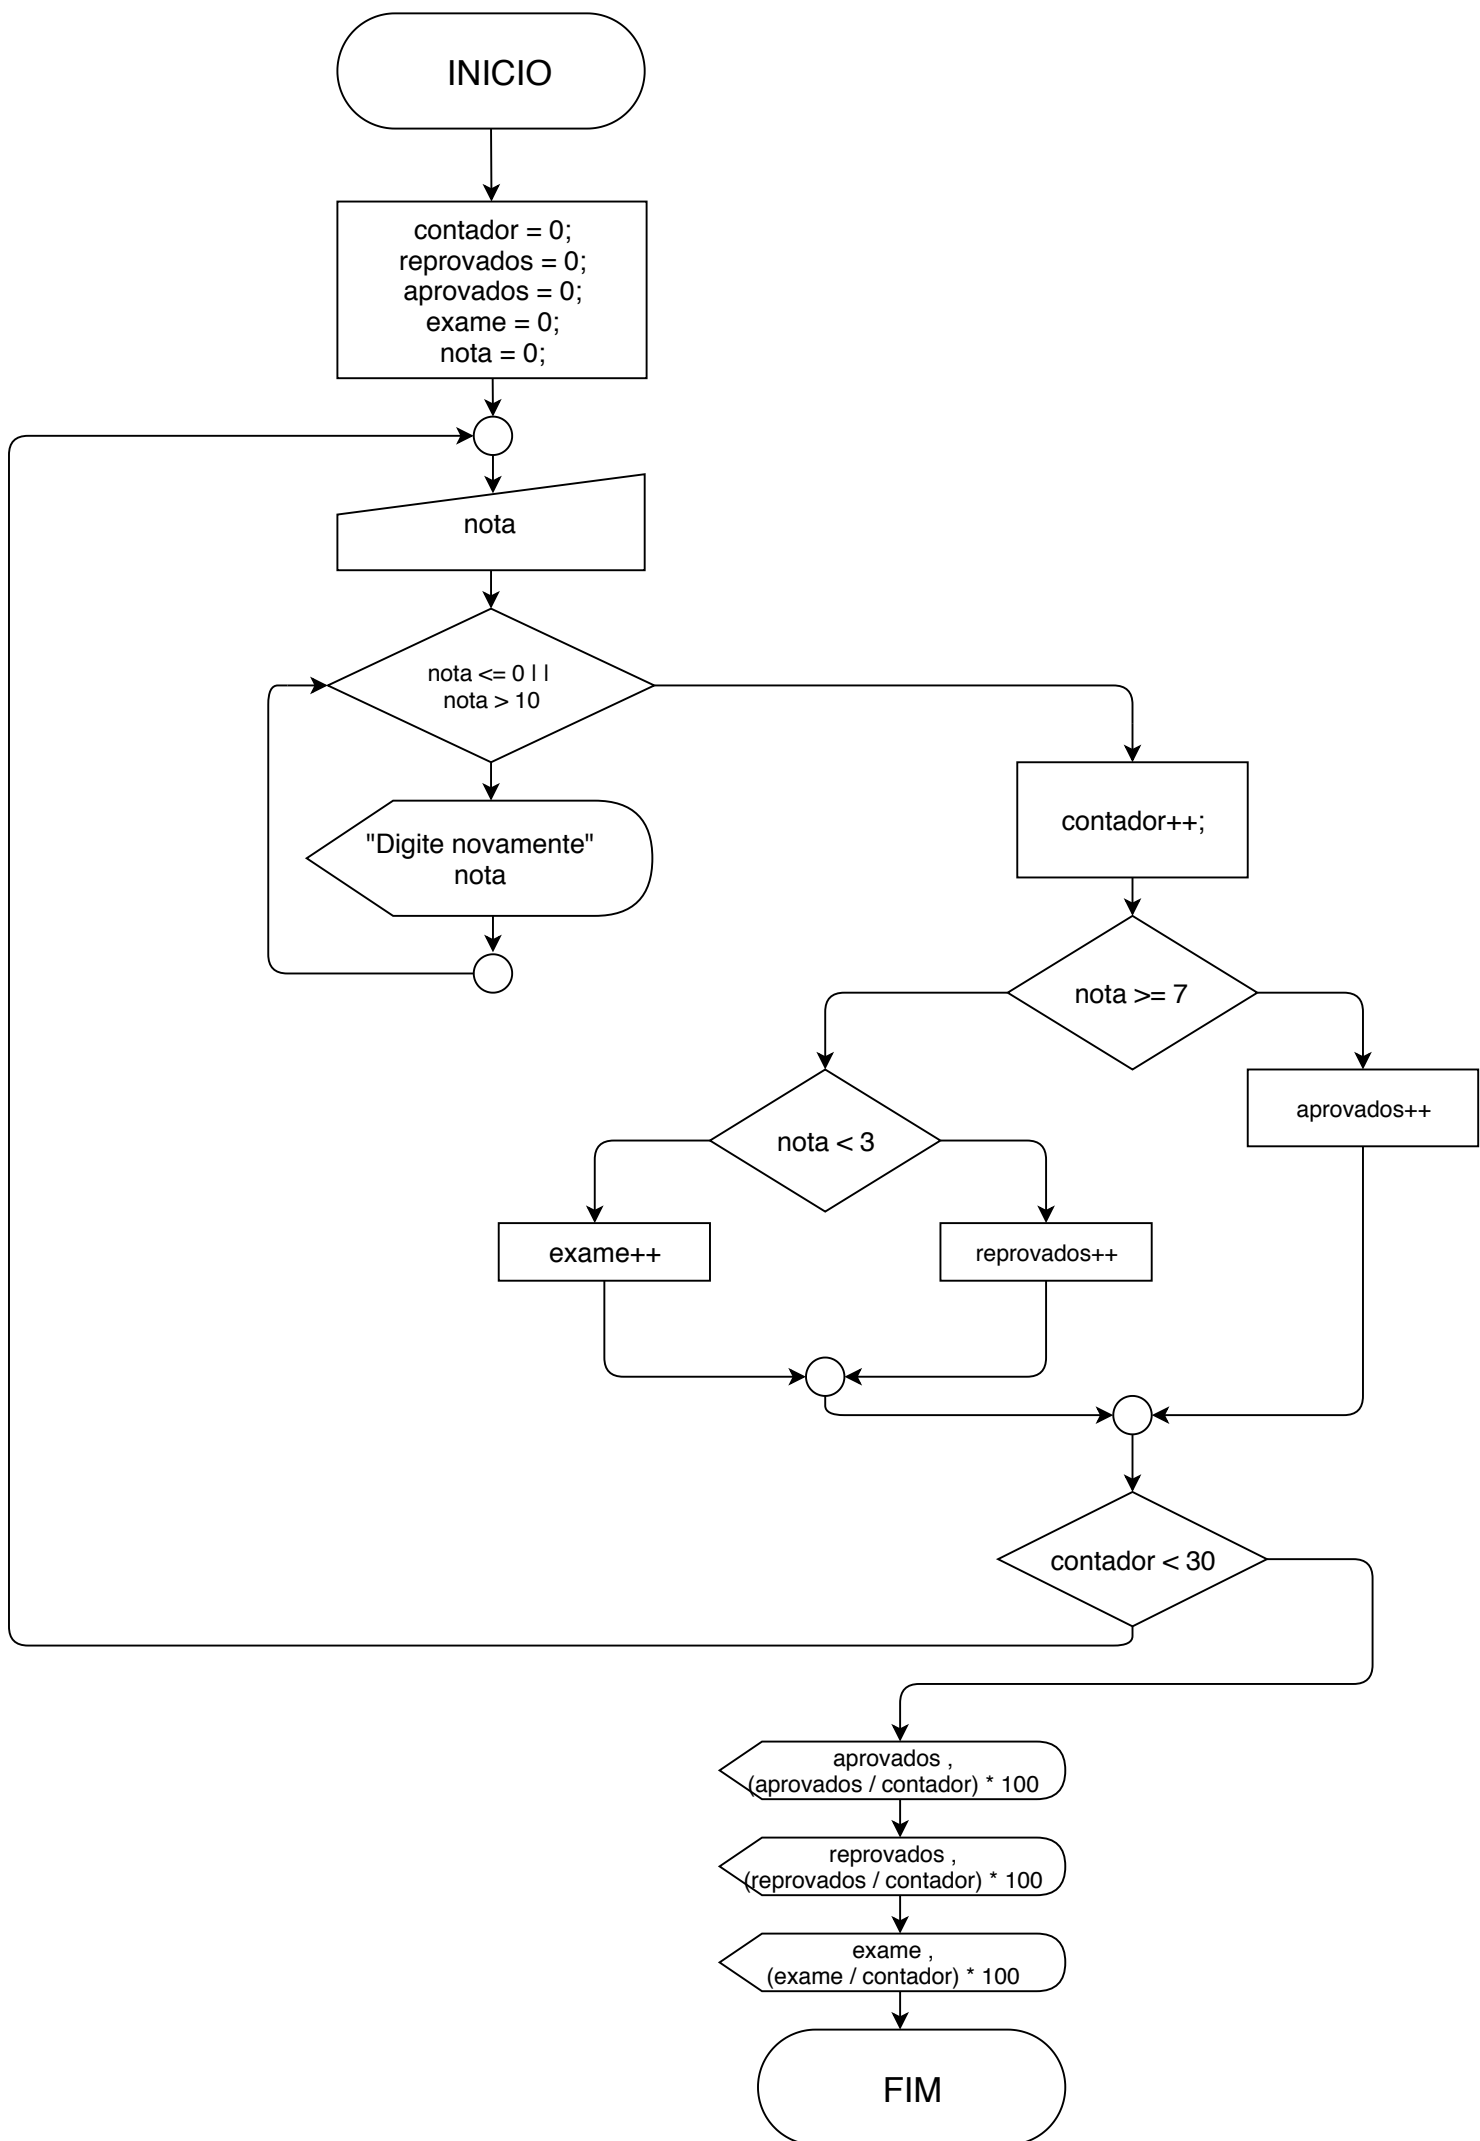 INICIO
contador = 0;
reprovados = 0;
aprovados = 0;
exame = 0;
nota = 0;
nota
nota <= 0 ||
nota > 10
"Digite novamente"
nota
contador++;
nota >= 7
aprovados++
nota < 3
exame++
reprovados++
contador < 30
aprovados ,
(aprovados / contador) * 100
reprovados ,
(reprovados / contador) * 100
exame ,
(exame / contador) * 100
FIM